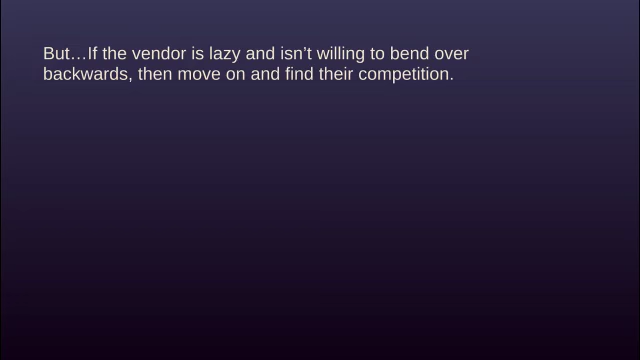 But…If the vendor is lazy and isn’t willing to bend over
backwards, then move on and find their competition.